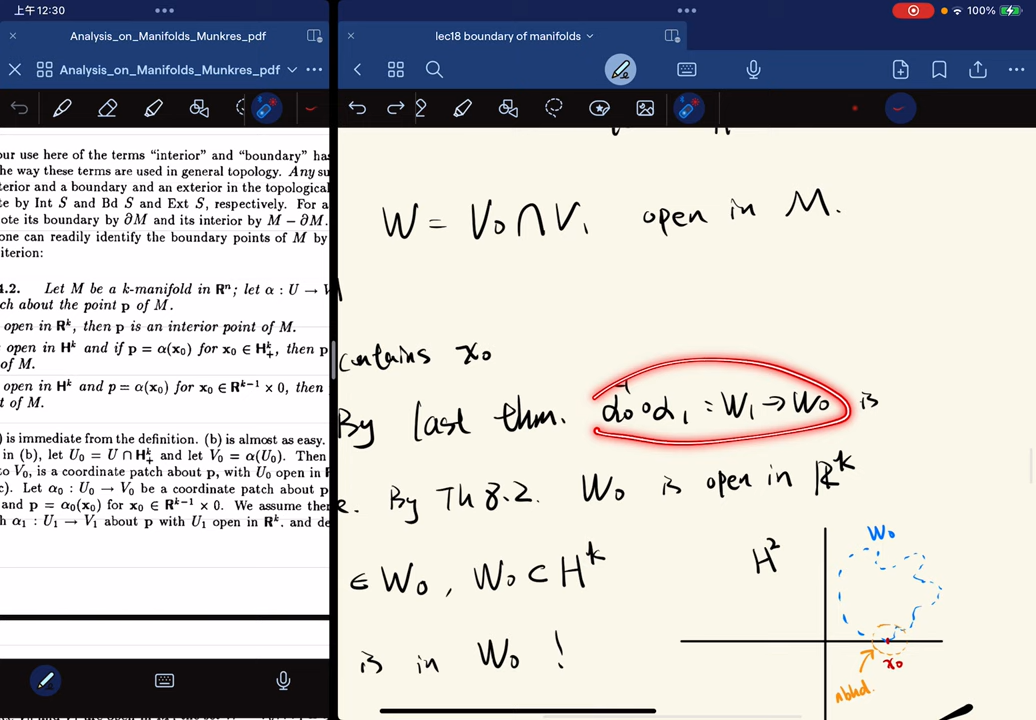 上午12:30
100%
Analysis_on_Manifolds_Munkres_pdf
lec18 boundary of manifolds
Analysis_on_Manifolds_Munkres_pdf
our use here of the terms "interior" and "boundary" has
the way these terms are used in general topology. Any su
terior and a boundary and an exterior in the topological
te by Int S and Bd S and Ext S, respectively. For a
ote its boundary by ∂M and its interior by M − ∂M.
one can readily identify the boundary points of M by
iterion:
4.2. Let M be a k-manifold in Rⁿ; let α : U → V
ch about the point p of M.
open in Rᵏ, then p is an interior point of M.
open in Hᵏ and if p = α(x₀) for x₀ ∈ Hᵏ₊, then p
of M.
open in Hᵏ and p = α(x₀) for x₀ ∈ Rᵏ⁻¹ × 0, then
t of M.
) is immediate from the definition. (b) is almost as easy.
in (b), let U₀ = U ∩ Hᵏ₊ and let V₀ = α(U₀). Then
to V₀, is a coordinate patch about p, with U₀ open in
c). Let α₀ : U₀ → V₀ be a coordinate patch about p
and p = α₀(x₀) for x₀ ∈ Rᵏ⁻¹ × 0. We assume ther
h α₁ : U₁ → V₁ about p with U₁ open in Rᵏ, and de
W = V₀ ∩ V₁ open in M.
contains x₀
By last thm. α₀⁻¹∘α₁ : W₁ → W₀ is
By Th 8.2. W₀ is open in ℝᵏ
∈ W₀, W₀ ⊂ Hᵏ
is in W₀ !
H²
W₀
x₀
nbhd.